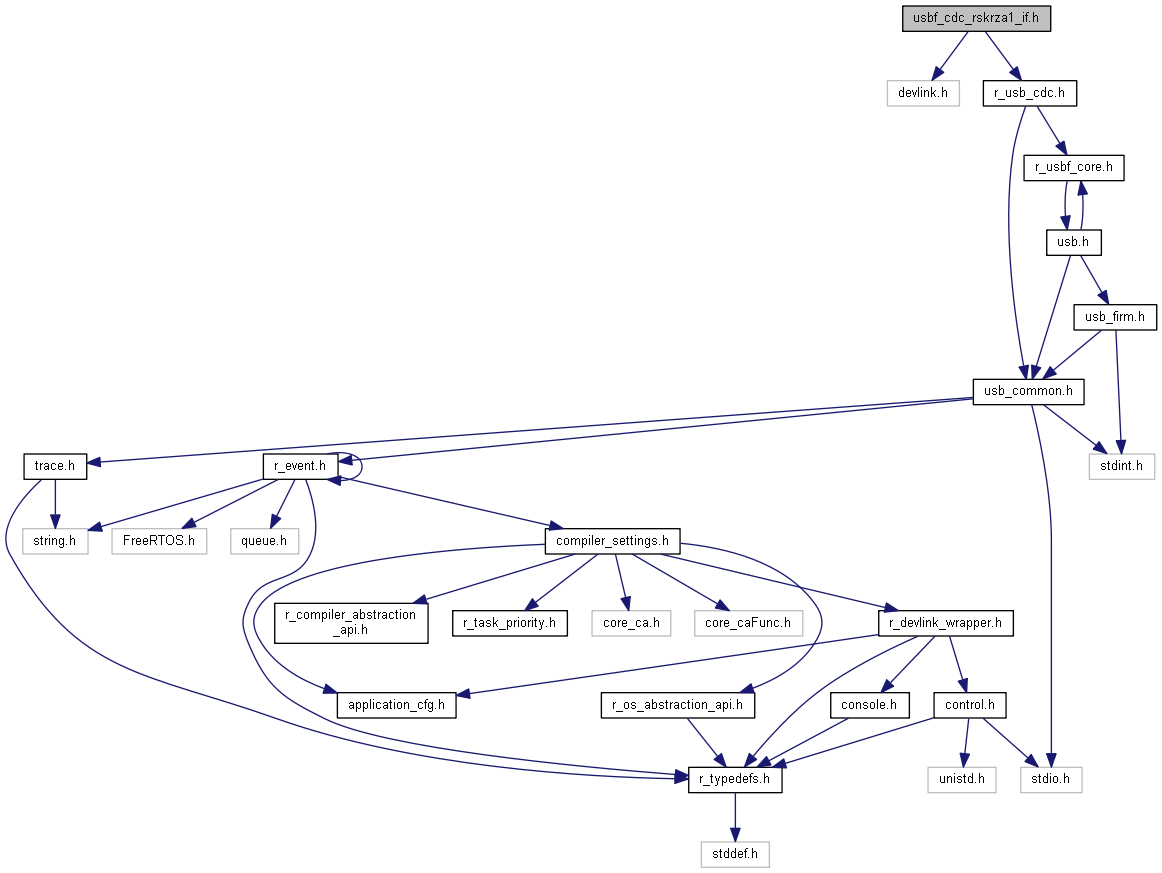 usbf_cdc_rskrza1_if.h
devlink.h
r_usb_cdc.h
r_usbf_core.h
usb.h
usb_firm.h
usb_common.h
trace.h
r_event.h
stdint.h
string.h
FreeRTOS.h
queue.h
compiler_settings.h
r_compiler_abstraction
_api.h
r_task_priority.h
core_ca.h
core_caFunc.h
r_devlink_wrapper.h
application_cfg.h
r_os_abstraction_api.h
console.h
control.h
r_typedefs.h
unistd.h
stdio.h
stddef.h